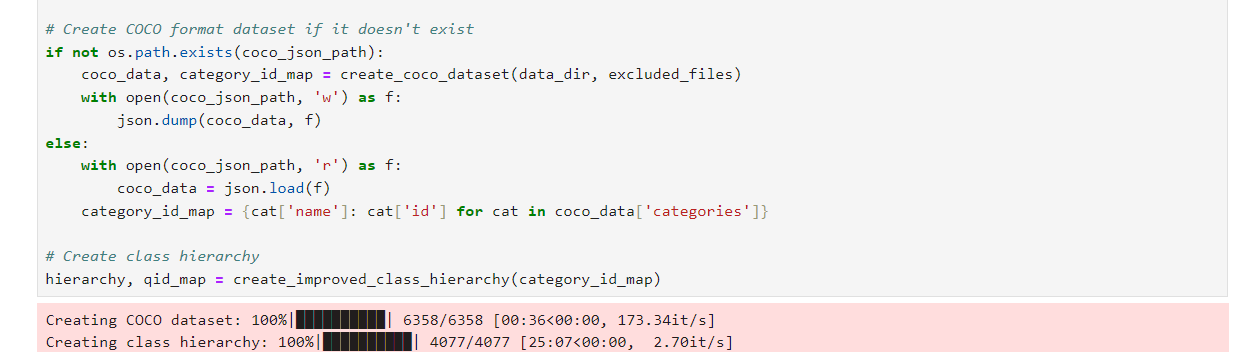 # Create COCO format dataset if it doesn't exist
if not os.path.exists(coco_json_path):
    coco_data, category_id_map = create_coco_dataset(data_dir, excluded_files)
    with open(coco_json_path, 'w') as f:
        json.dump(coco_data, f)
else:
    with open(coco_json_path, 'r') as f:
        coco_data = json.load(f)
    category_id_map = {cat['name']: cat['id'] for cat in coco_data['categories']}

# Create class hierarchy
hierarchy, qid_map = create_improved_class_hierarchy(category_id_map)
Creating COCO dataset: 100%|██████████| 6358/6358 [00:36<00:00, 173.34it/s]
Creating class hierarchy: 100%|██████████| 4077/4077 [25:07<00:00,  2.70it/s]